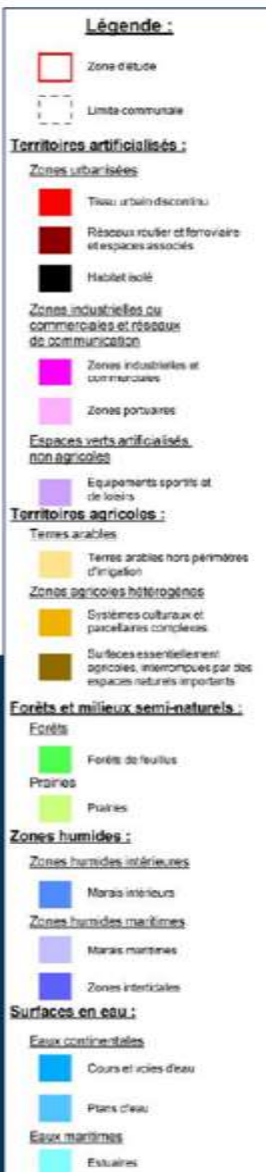 Légende :
Zone d'étude
Limite communale
Territoires artificialisés :
Zones urbanisées
Tissu urbain discontinu
Réseaux routier et ferroviaire
et espaces associés
Habitat isolé
Zones industrielles ou
commerciales et réseaux
de communication
Zones industrielles et
commerciales
Zones portuaires
Espaces verts artificialisés,
non agricoles
Equipements sportifs et
de loisirs
Territoires agricoles :
Terres arables
Terres arables hors périmètres
d'irrigation
Zones agricoles hétérogènes
Systèmes culturaux et
parcellaires complexes
Surfaces essentiellement
agricoles, interrompues par des
espaces naturels importants
Forêts et milieux semi-naturels :
Forêts
Forêts de feuillus
Prairies
Prairies
Zones humides :
Zones humides intérieures
Marais intérieurs
Zones humides maritimes
Marais maritimes
Zones intertidales
Surfaces en eau :
Eaux continentales
Cours et voies d'eau
Plans d'eau
Eaux maritimes
Estuaires